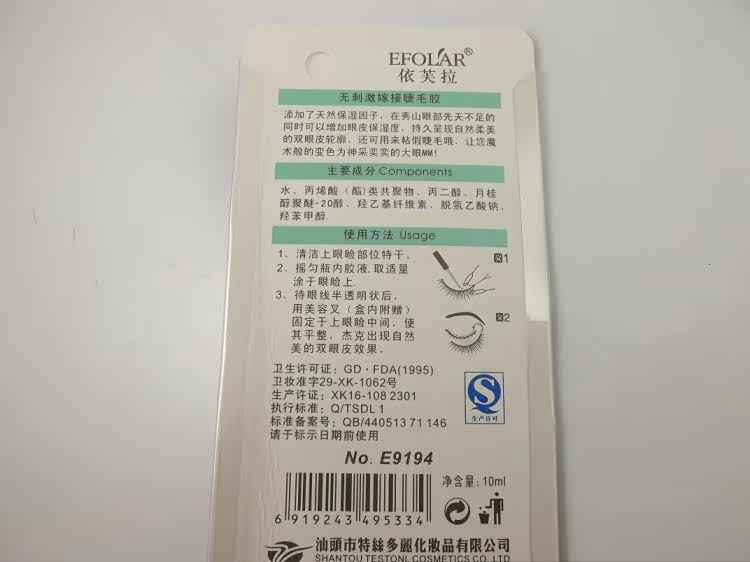 EFOLAR®
依芙拉
无刺激嫁接睫毛胶
添加了天然保湿因子，在秀山眼部先天不足的
同时可以增加眼皮保湿度，持久呈现自然柔美
的双眼皮轮廓。还可用来粘假睫毛哦、让您魔
术般的变色为神采奕奕的大眼MM!
主要成分 Components
水、丙烯酸（酯)类共聚物、丙二醇、月桂
醇聚醚-20醇、羟乙基纤维素、脱氢乙酸钠、
羟苯甲醇.
使用方法 Usage
1、清洁上眼睑部位特干。
2、摇匀瓶内胶液.取适量
涂于眼睑上.
3、待眼线半透明状后，
用美容叉（盒内附赠）
固定于上眼睑中间，使
其平整，杰克出现自然
美的双眼皮效果。
图1
图2
卫生许可证：GD·FDA(1995)
卫妆准字29-XK-1062号
生产许可证：XK16-108 2301
执行标准：Q/TSDL 1
标准备案号：QB/440513 71 146
请于标示日期前使用
生产许可
No. E9194
净含量：10ml
6 919243 495334
汕頭市特絲多麗化妝品有限公司
SHANTOU TESTONL COSMETICS CO.LTD